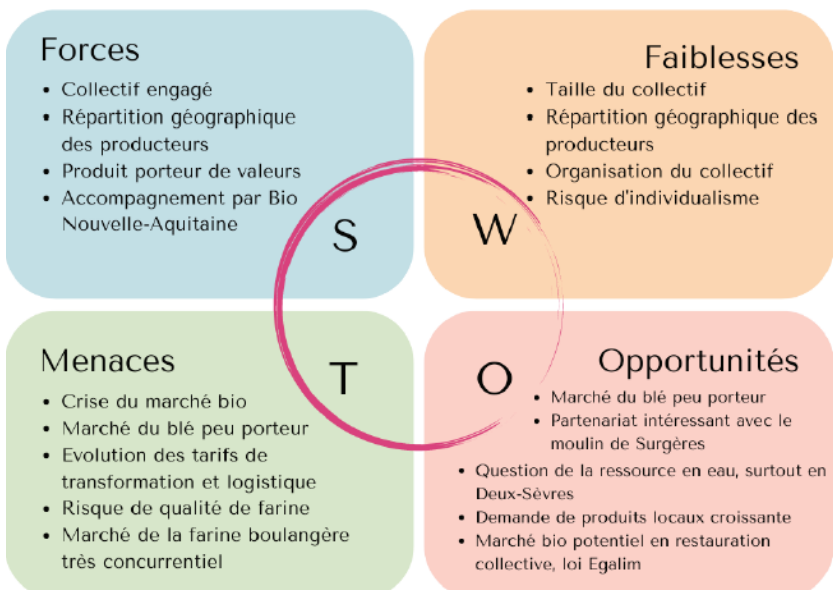 Forces
• Collectif engagé
• Répartition géographique
des producteurs
• Produit porteur de valeurs
• Accompagnement par Bio
Nouvelle-Aquitaine
S
Faiblesses
• Taille du collectif
• Répartition géographique des
producteurs
• Organisation du collectif
• Risque d'individualisme
W
Menaces
• Crise du marché bio
• Marché du blé peu porteur
• Evolution des tarifs de
transformation et logistique
• Risque de qualité de farine
• Marché de la farine boulangère
très concurrentiel
T
Opportunités
• Marché du blé peu porteur
• Partenariat intéressant avec le
moulin de Surgères
• Question de la ressource en eau, surtout en
Deux-Sèvres
• Demande de produits locaux croissante
• Marché bio potentiel en restauration
collective, loi Egalim
O